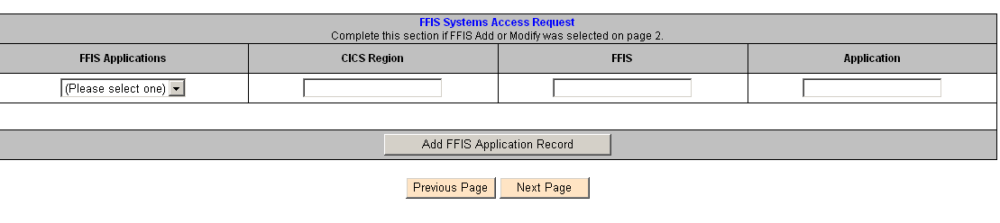 FFIS Systems Access Request
Complete this section if FFIS Add or Modify was selected on page 2.
FFIS Applications CICS Region FFIS Application
(Please select one)
Add FFIS Application Record
Previous Page Next Page